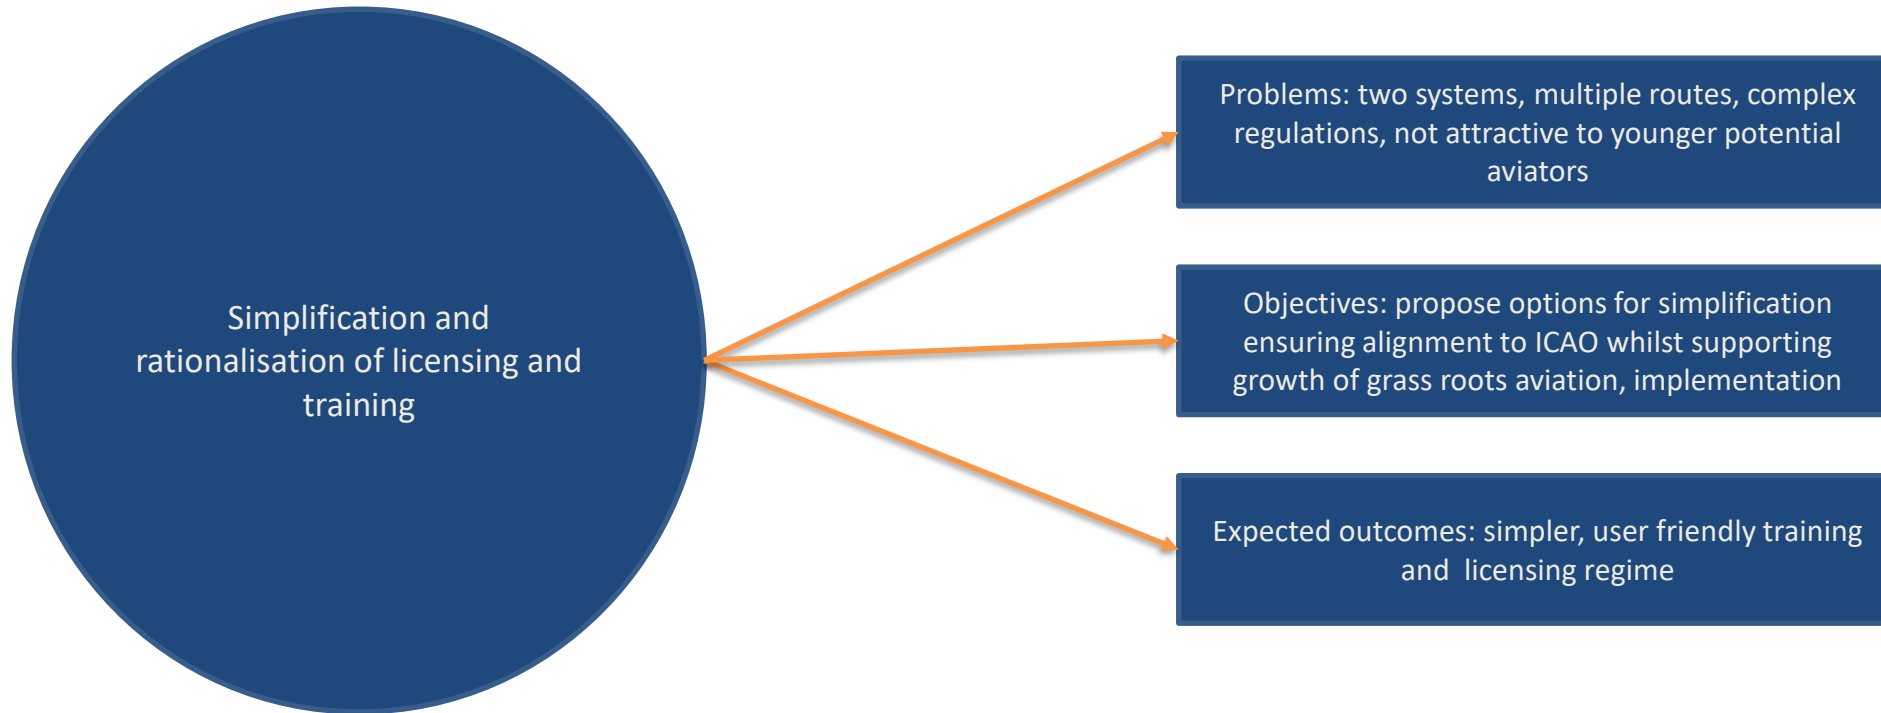 Simplification and
rationalisation of licensing and
training
Problems: two systems, multiple routes, complex
regulations, not attractive to younger potential
aviators
Objectives: propose options for simplification
ensuring alignment to ICAO whilst supporting
growth of grass roots aviation, implementation
Expected outcomes: simpler, user friendly training
and  licensing regime